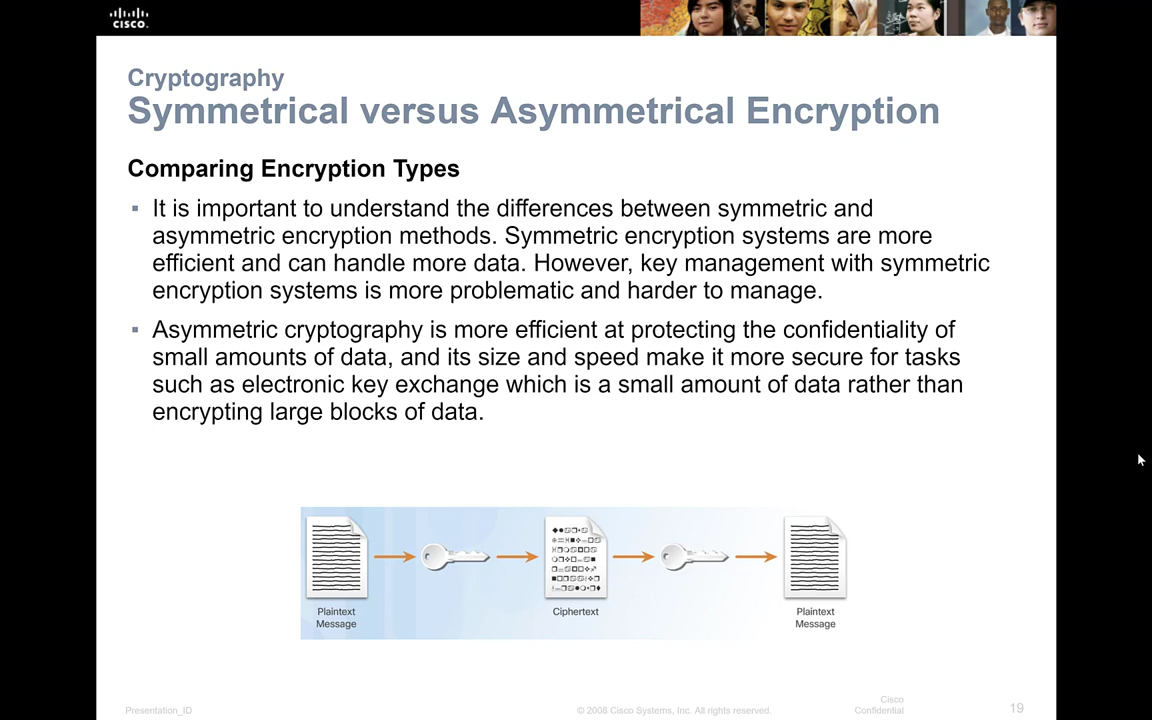 CISCO.
Cryptography
Symmetrical versus Asymmetrical Encryption
Comparing Encryption Types
▪ It is important to understand the differences between symmetric and
asymmetric encryption methods. Symmetric encryption systems are more
efficient and can handle more data. However, key management with symmetric
encryption systems is more problematic and harder to manage.
▪ Asymmetric cryptography is more efficient at protecting the confidentiality of
small amounts of data, and its size and speed make it more secure for tasks
such as electronic key exchange which is a small amount of data rather than
encrypting large blocks of data.
Plaintext
Message
Ciphertext
Plaintext
Message
Presentation_ID
© 2008 Cisco Systems, Inc. All rights reserved.
Cisco
Confidential
19